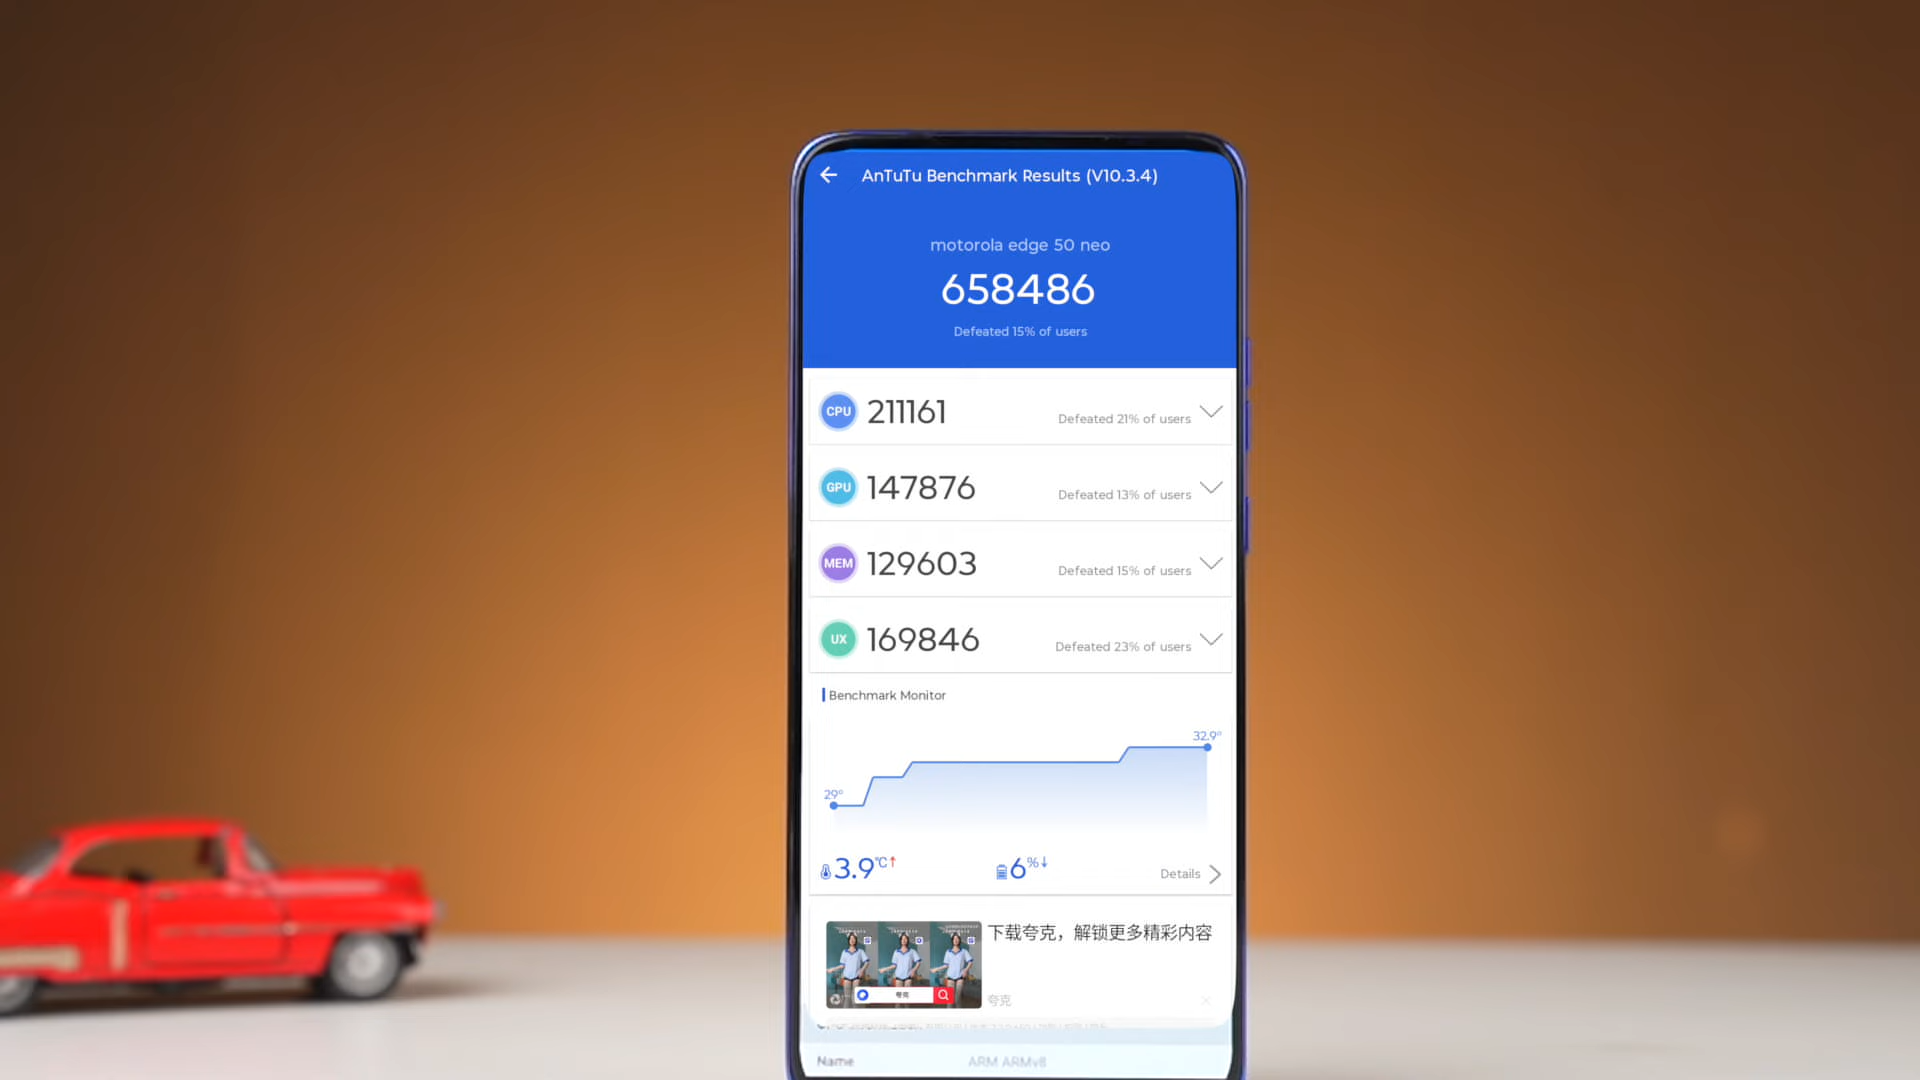 AnTuTu Benchmark Results (V10.3.4)
motorola edge 50 neo
658486
Defeated 15% of users
CPU 211161 Defeated 21% of users
GPU 147876 Defeated 13% of users
MEM 129603 Defeated 15% of users
UX 169846 Defeated 23% of users
Benchmark Monitor
32.9°
29°
3.9°C↑ 6%↓ Details
下载夸克，解锁更多精彩内容
夸克
夸克
Name ARM ARMv8